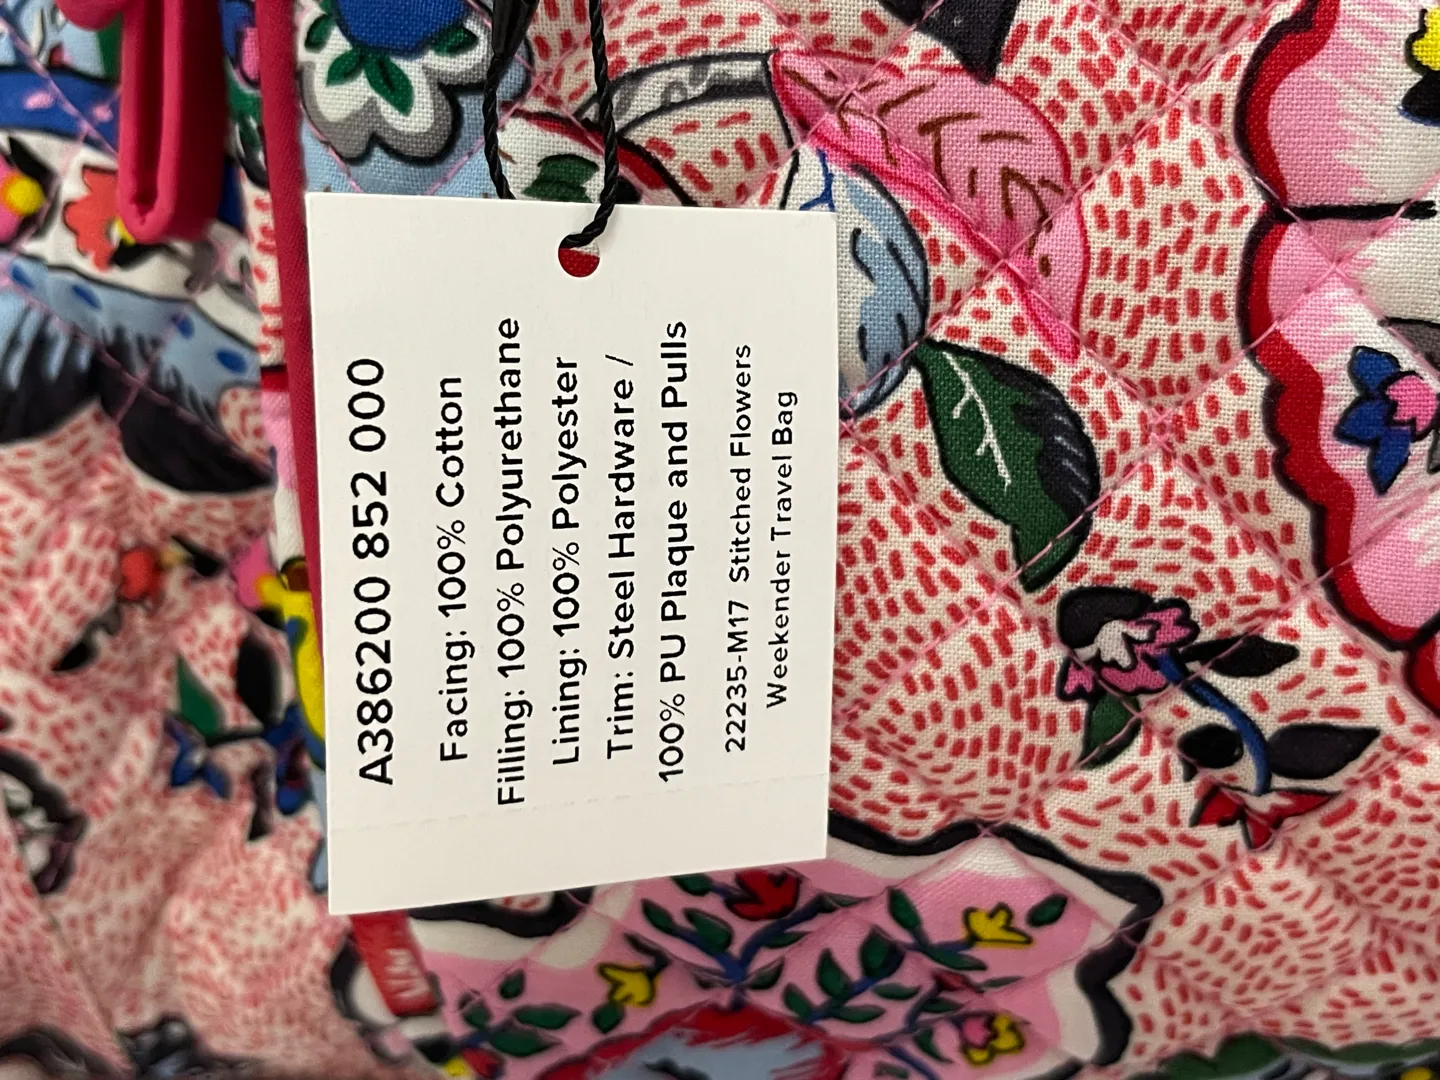 A386200 852 000
Facing: 100% Cotton
Filling: 100% Polyurethane
Lining: 100% Polyester
Trim: Steel Hardware /
100% PU Plaque and Pulls
22235-M17 Stitched Flowers
Weekender Travel Bag